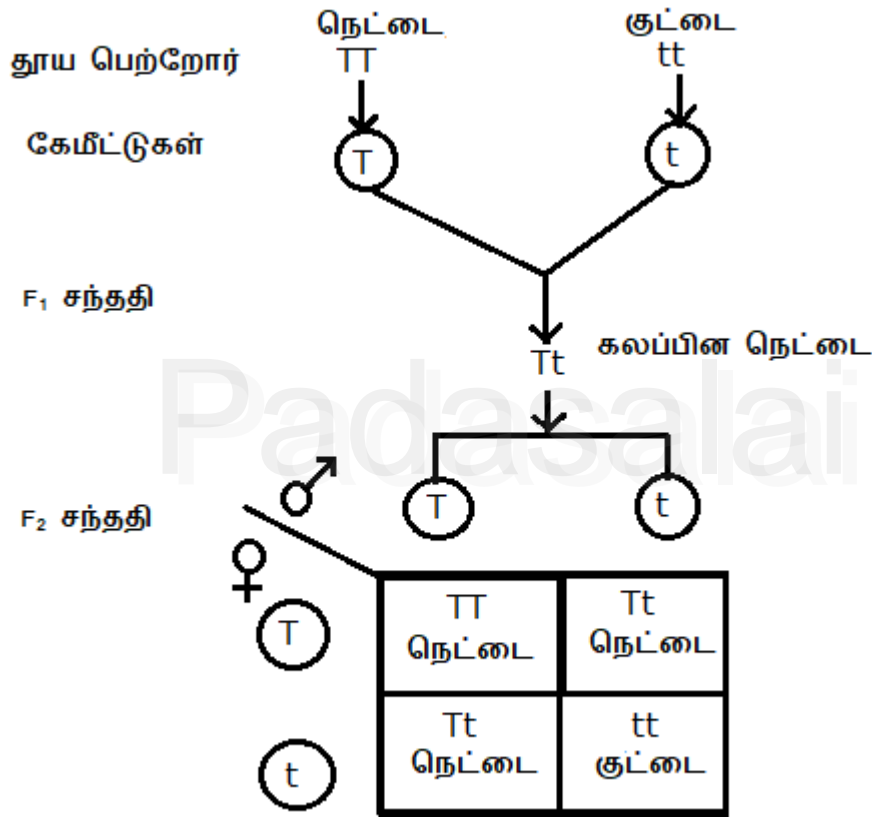 நெட்டை குட்டை
தூய பெற்றோர் TT tt
கேமீட்டுகள் T t
F₁ சந்ததி
Tt கலப்பின நெட்டை
Padasalai
F₂ சந்ததி ♂ T t
♀
T TT Tt
நெட்டை நெட்டை
t Tt tt
நெட்டை குட்டை